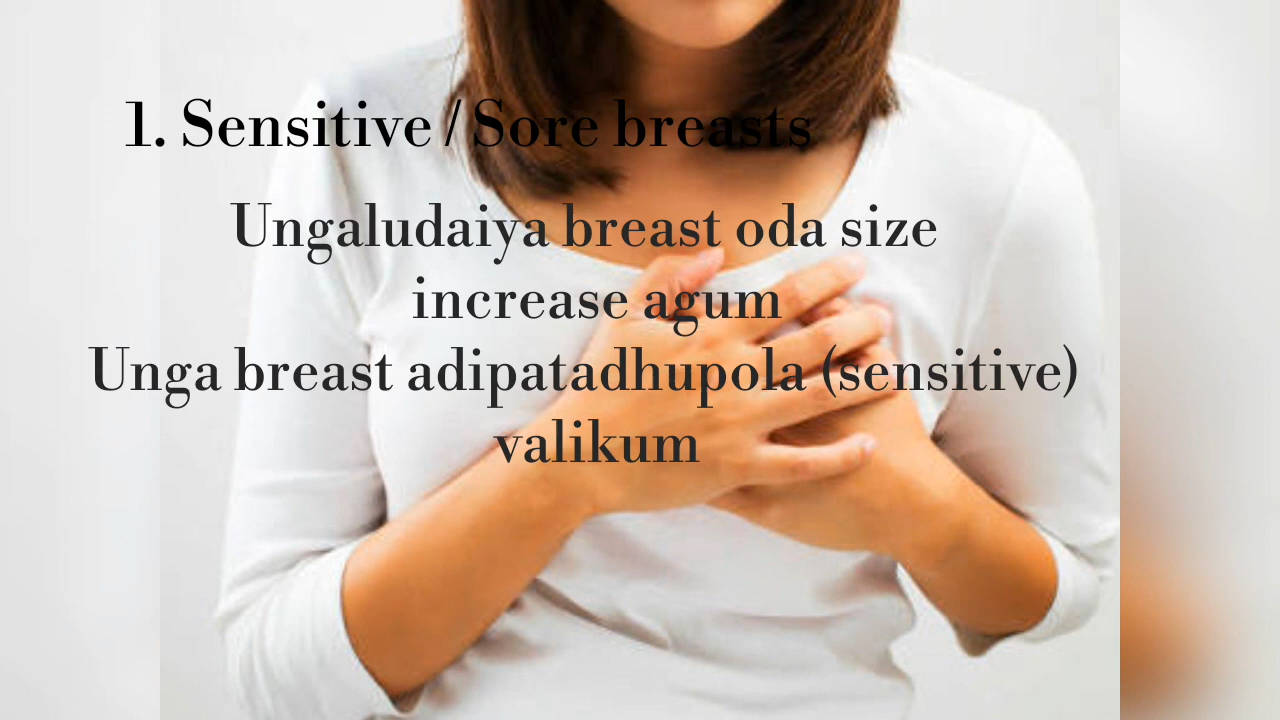 1. Sensitive / Sore breasts
Ungaludaiya breast oda size
increase agum
Unga breast adipatadhupola (sensitive)
valikum